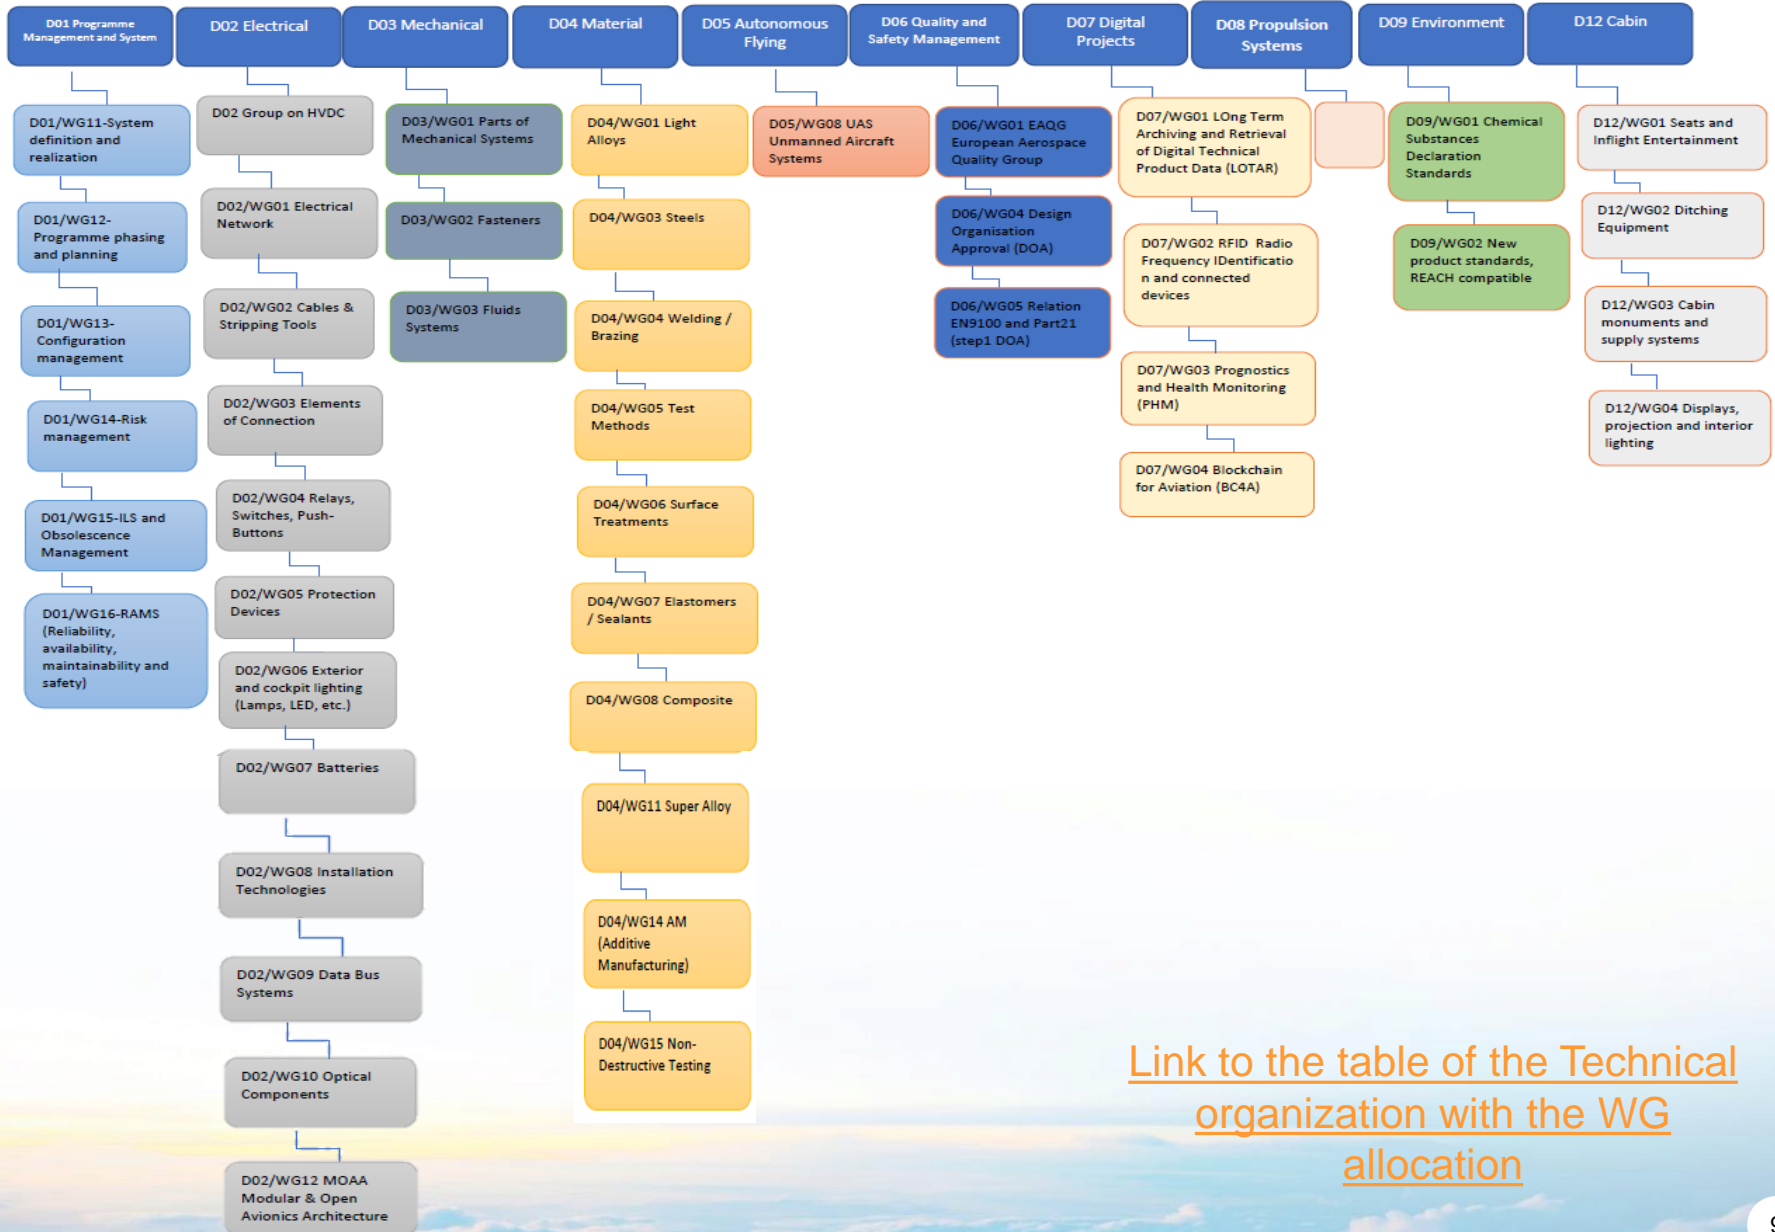 D01 Programme
Management and System
D02 Electrical
D03 Mechanical
D04 Material
D05 Autonomous
Flying
D06 Quality and
Safety Management
D07 Digital
Projects
D08 Propulsion
Systems
D09 Environment
D12 Cabin
D01/WG11-System
definition and
realization
D01/WG12-
Programme phasing
and planning
D01/WG13-
Configuration
management
D01/WG14-Risk
management
D01/WG15-ILS and
Obsolescence
Management
D01/WG16-RAMS
(Reliability,
availability,
maintainability and
safety)
D02 Group on HVDC
D02/WG01 Electrical
Network
D02/WG02 Cables &
Stripping Tools
D02/WG03 Elements
of Connection
D02/WG04 Relays,
Switches, Push-
Buttons
D02/WG05 Protection
Devices
D02/WG06 Exterior
and cockpit lighting
(Lamps, LED, etc.)
D02/WG07 Batteries
D02/WG08 Installation
Technologies
D02/WG09 Data Bus
Systems
D02/WG10 Optical
Components
D02/WG12 MOAA
Modular & Open
Avionics Architecture
D03/WG01 Parts of
Mechanical Systems
D03/WG02 Fasteners
D03/WG03 Fluids
Systems
D04/WG01 Light
Alloys
D04/WG03 Steels
D04/WG04 Welding /
Brazing
D04/WG05 Test
Methods
D04/WG06 Surface
Treatments
D04/WG07 Elastomers
/ Sealants
D04/WG08 Composite
D04/WG11 Super Alloy
D04/WG14 AM
(Additive
Manufacturing)
D04/WG15 Non-
Destructive Testing
D05/WG08 UAS
Unmanned Aircraft
Systems
D06/WG01 EAQG
European Aerospace
Quality Group
D06/WG04 Design
Organisation
Approval (DOA)
D06/WG05 Relation
EN9100 and Part21
(step1 DOA)
D07/WG01 LOng Term
Archiving and Retrieval
of Digital Technical
Product Data (LOTAR)
D07/WG02 RFID Radio
Frequency IDentificatio
n and connected
devices
D07/WG03 Prognostics
and Health Monitoring
(PHM)
D07/WG04 Blockchain
for Aviation (BC4A)
D09/WG01 Chemical
Substances
Declaration
Standards
D09/WG02 New
product standards,
REACH compatible
D12/WG01 Seats and
Inflight Entertainment
D12/WG02 Ditching
Equipment
D12/WG03 Cabin
monuments and
supply systems
D12/WG04 Displays,
projection and interior
lighting
Link to the table of the Technical
organization with the WG
allocation